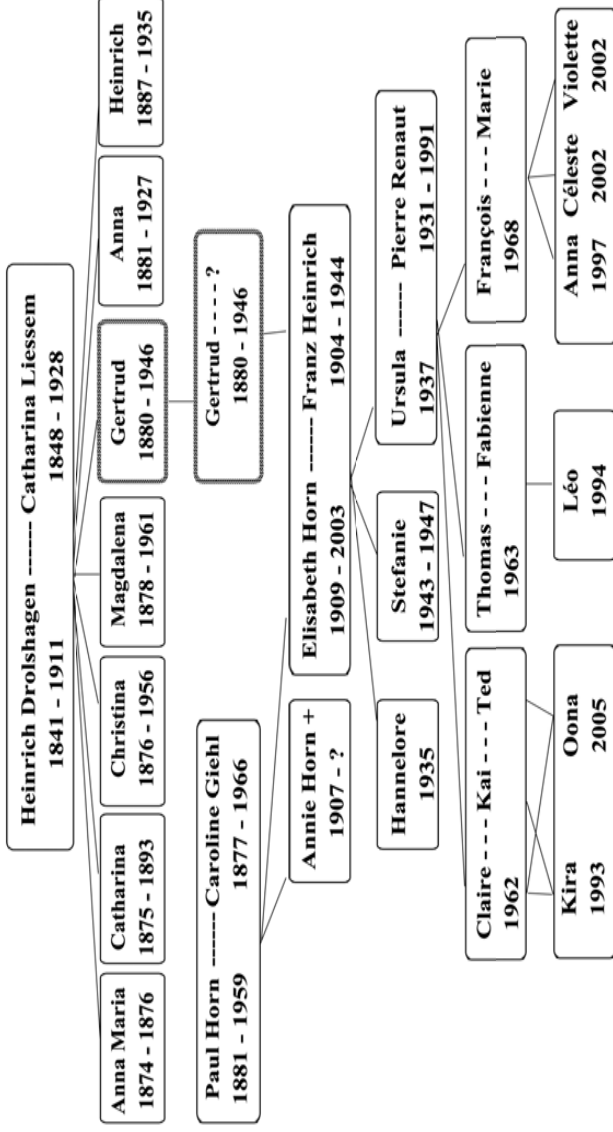 Heinrich Drolshagen ------ Catharina Liessem
1841 - 1911 1848 - 1928
Anna Maria
1874 - 1876
Catharina
1875 - 1893
Christina
1876 - 1956
Magdalena
1878 - 1961
Gertrud
1880 - 1946
Anna
1881 - 1927
Heinrich
1887 - 1935
Paul Horn ------ Caroline Giehl
1881 - 1959 1877 - 1966
Gertrud - - - - ?
1880 - 1946
Annie Horn +
1907 - ?
Elisabeth Horn ------ Franz Heinrich
1909 - 2003 1904 - 1944
Hannelore
1935
Stefanie
1943 - 1947
Ursula ------ Pierre Renaut
1937 1931 - 1991
Claire - - - Kai - - - Ted
1962
Thomas - - - Fabienne
1963
François - - - Marie
1968
Kira Oona
1993 2005
Léo
1994
Anna Céleste Violette
1997 2002 2002